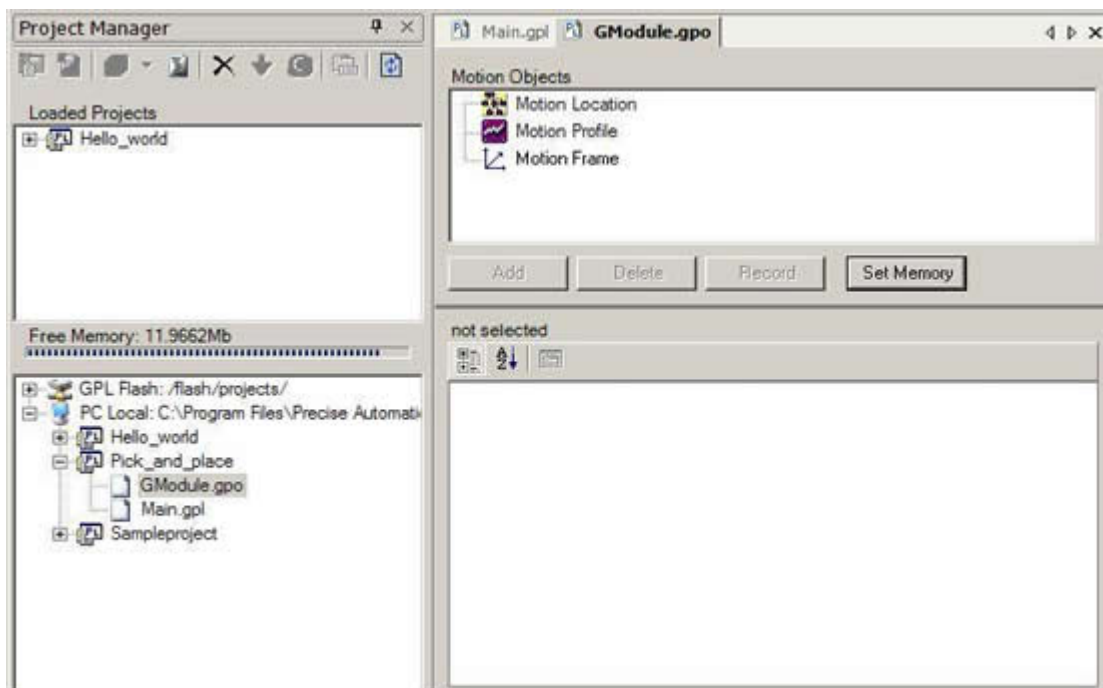 Project Manager
Loaded Projects
Hello_world
Free Memory: 11.9662Mb
GPL Flash: /flash/projects/
PC Local: C:\Program Files\Precise Automati
Hello_world
Pick_and_place
GModule.gpo
Main.gpl
Sampleproject
Main.gpl GModule.gpo
Motion Objects
Motion Location
Motion Profile
Motion Frame
Add Delete Record Set Memory
not selected